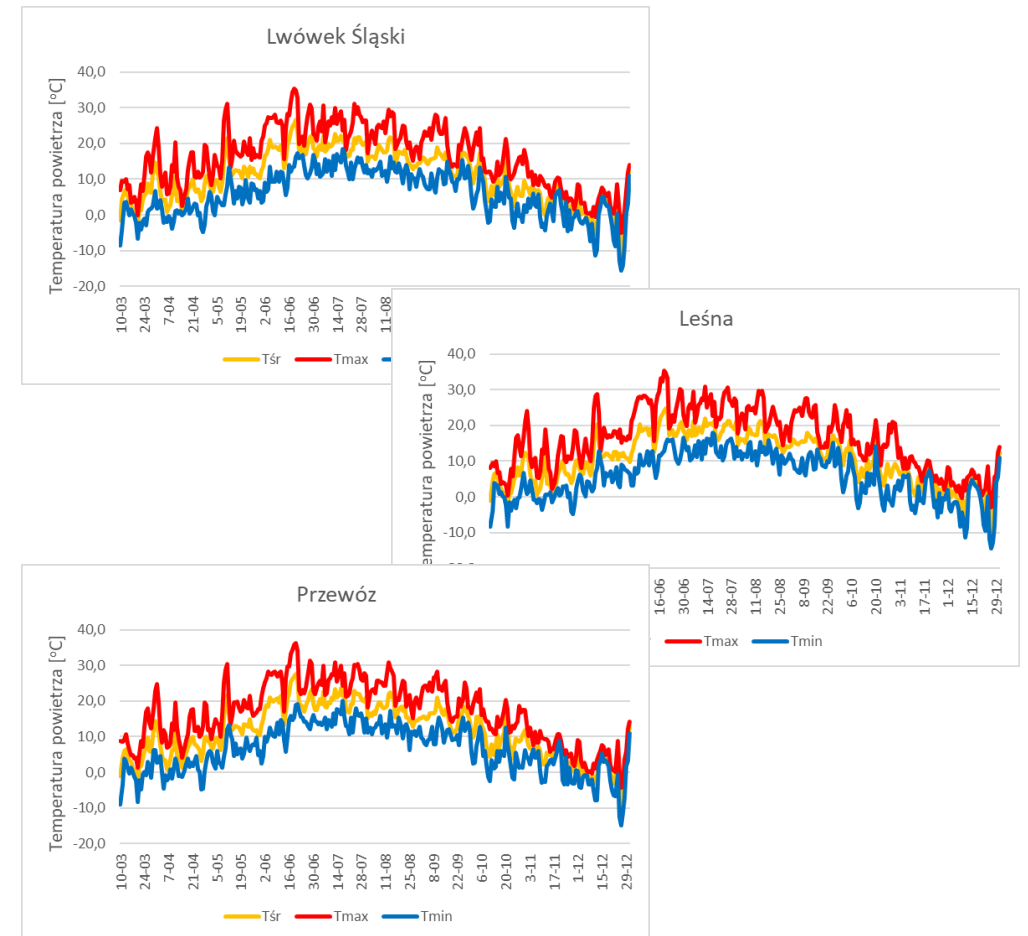 Lwówek Śląski
Temperatura powietrza [°C]
40,0
30,0
20,0
10,0
0,0
-10,0
-20,0
10-03 24-03 7-04 21-04 5-05 19-05 2-06 16-06 30-06 14-07 28-07 11-08
Tśr Tmax
Leśna
emperatura powietrza [°C]
40,0
30,0
20,0
10,0
0,0
-10,0
16-06 30-06 14-07 28-07 11-08 25-08 8-09 22-09 6-10 20-10 3-11 17-11 1-12 15-12 29-12
Tmax Tmin
Przewóz
Temperatura powietrza [°C]
40,0
30,0
20,0
10,0
0,0
-10,0
-20,0
10-03 24-03 7-04 21-04 5-05 19-05 2-06 16-06 30-06 14-07 28-07 11-08 25-08 8-09 22-09 6-10 20-10 3-11 17-11 1-12 15-12 29-12
Tśr Tmax Tmin